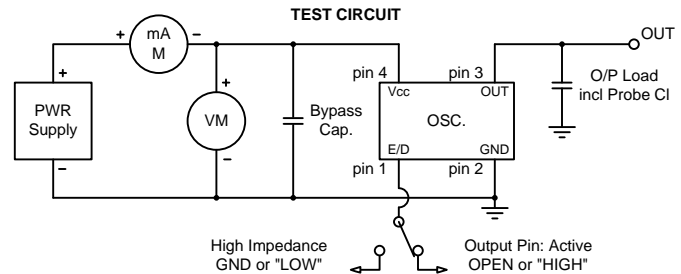 TEST CIRCUIT
+
mA
M
–
OUT
pin 4
pin 3
+
+
Vcc
OUT
O/P Load
incl Probe Cl
PWR
Supply
VM
Bypass
Cap.
OSC.
–
–
E/D
GND
pin 1
pin 2
High Impedance
GND or "LOW"
Output Pin: Active
OPEN or "HIGH"